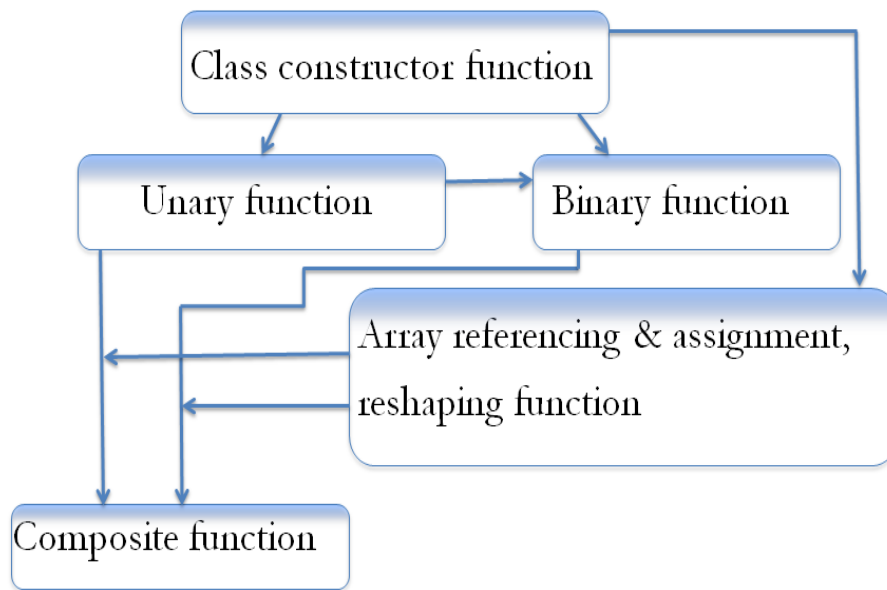 Class constructor function
Unary function
Binary function
Array referencing & assignment,
reshaping function
Composite function